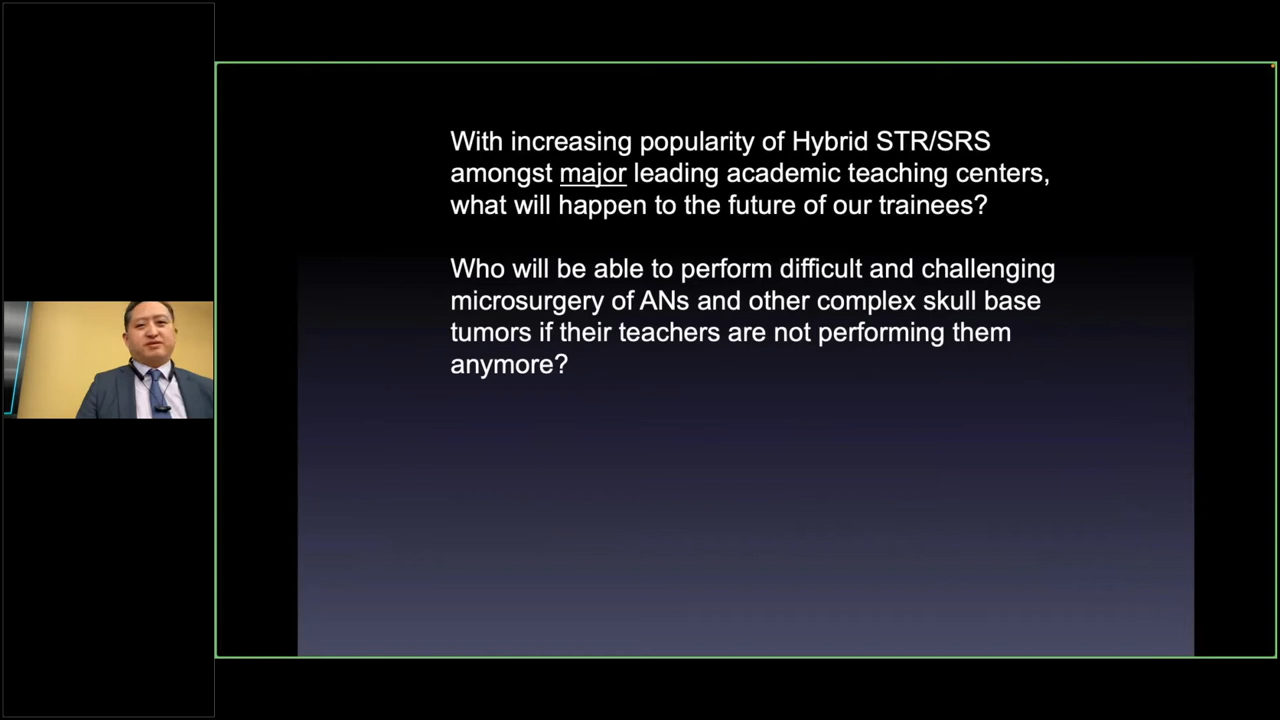 With increasing popularity of Hybrid STR/SRS
amongst major leading academic teaching centers,
what will happen to the future of our trainees?
Who will be able to perform difficult and challenging
microsurgery of ANs and other complex skull base
tumors if their teachers are not performing them
anymore?